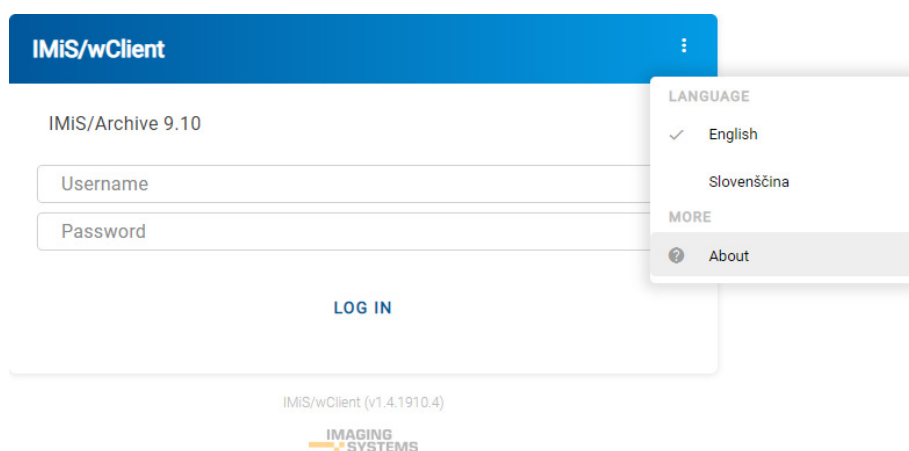 IMiS/wClient
IMiS/Archive 9.10
Username
Password
LOG IN
LANGUAGE
English
Slovenščina
MORE
About
IMiS/wClient (v1.4.1910.4)
IMAGING
SYSTEMS